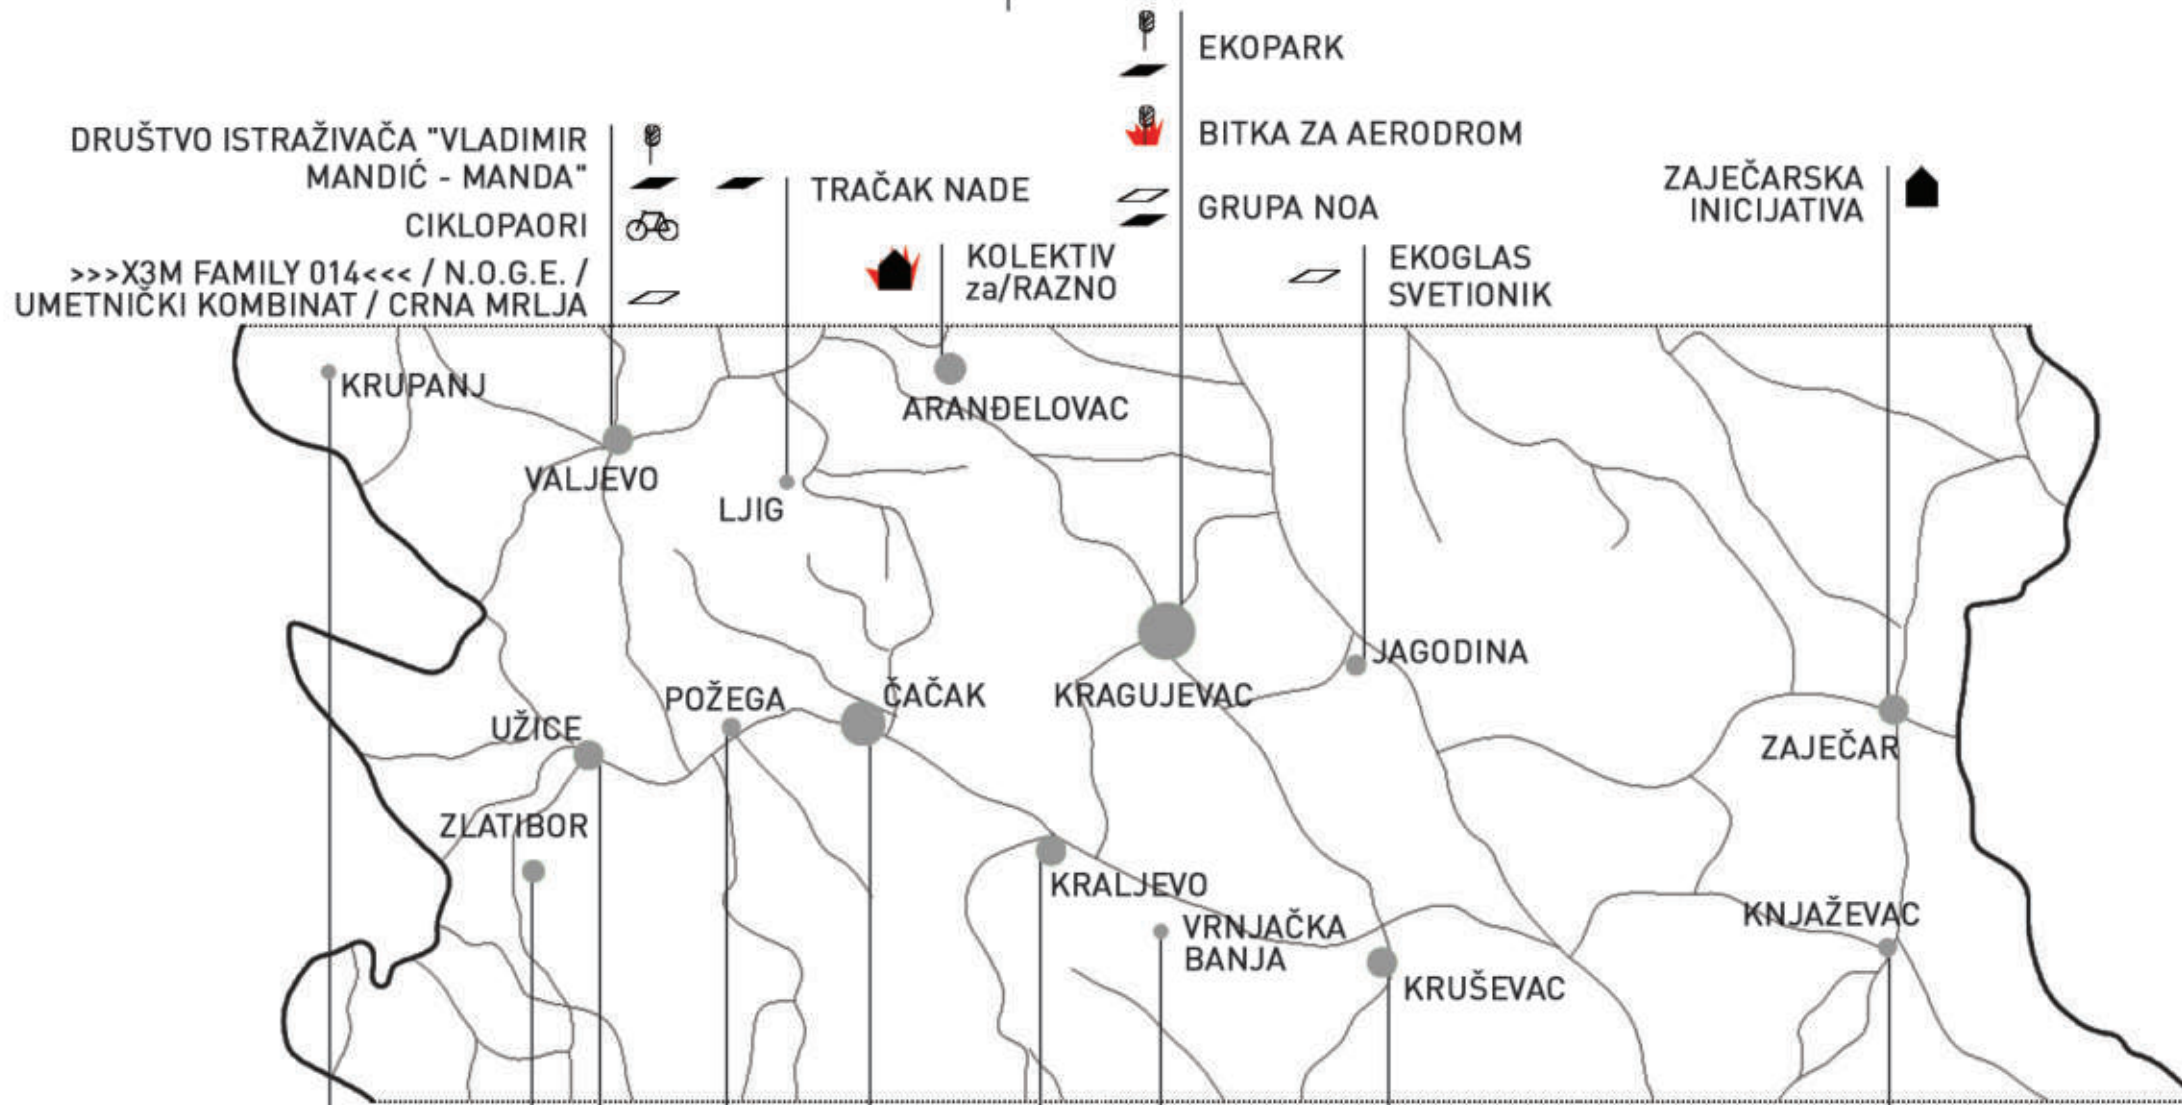 EKOPARK
BITKA ZA AERODROM
GRUPA NOA
DRUŠTVO ISTRAŽIVAČA "VLADIMIR
MANDIĆ - MANDA"
CIKLOPAORI
>>>X3M FAMILY 014<<< / N.O.G.E. /
UMETNIČKI KOMBINAT / CRNA MRLJA
TRAČAK NADE
KOLEKTIV
za/RAZNO
EKOGLAS
SVETIONIK
ZAJEČARSKA
INICIJATIVA
KRUPANJ
ARANĐELOVAC
VALJEVO
LJIG
JAGODINA
POŽEGA
ČAČAK
KRAGUJEVAC
UŽICE
ZAJEČAR
ZLATIBOR
KRALJEVO
VRNJAČKA
BANJA
KNJAŽEVAC
KRUŠEVAC